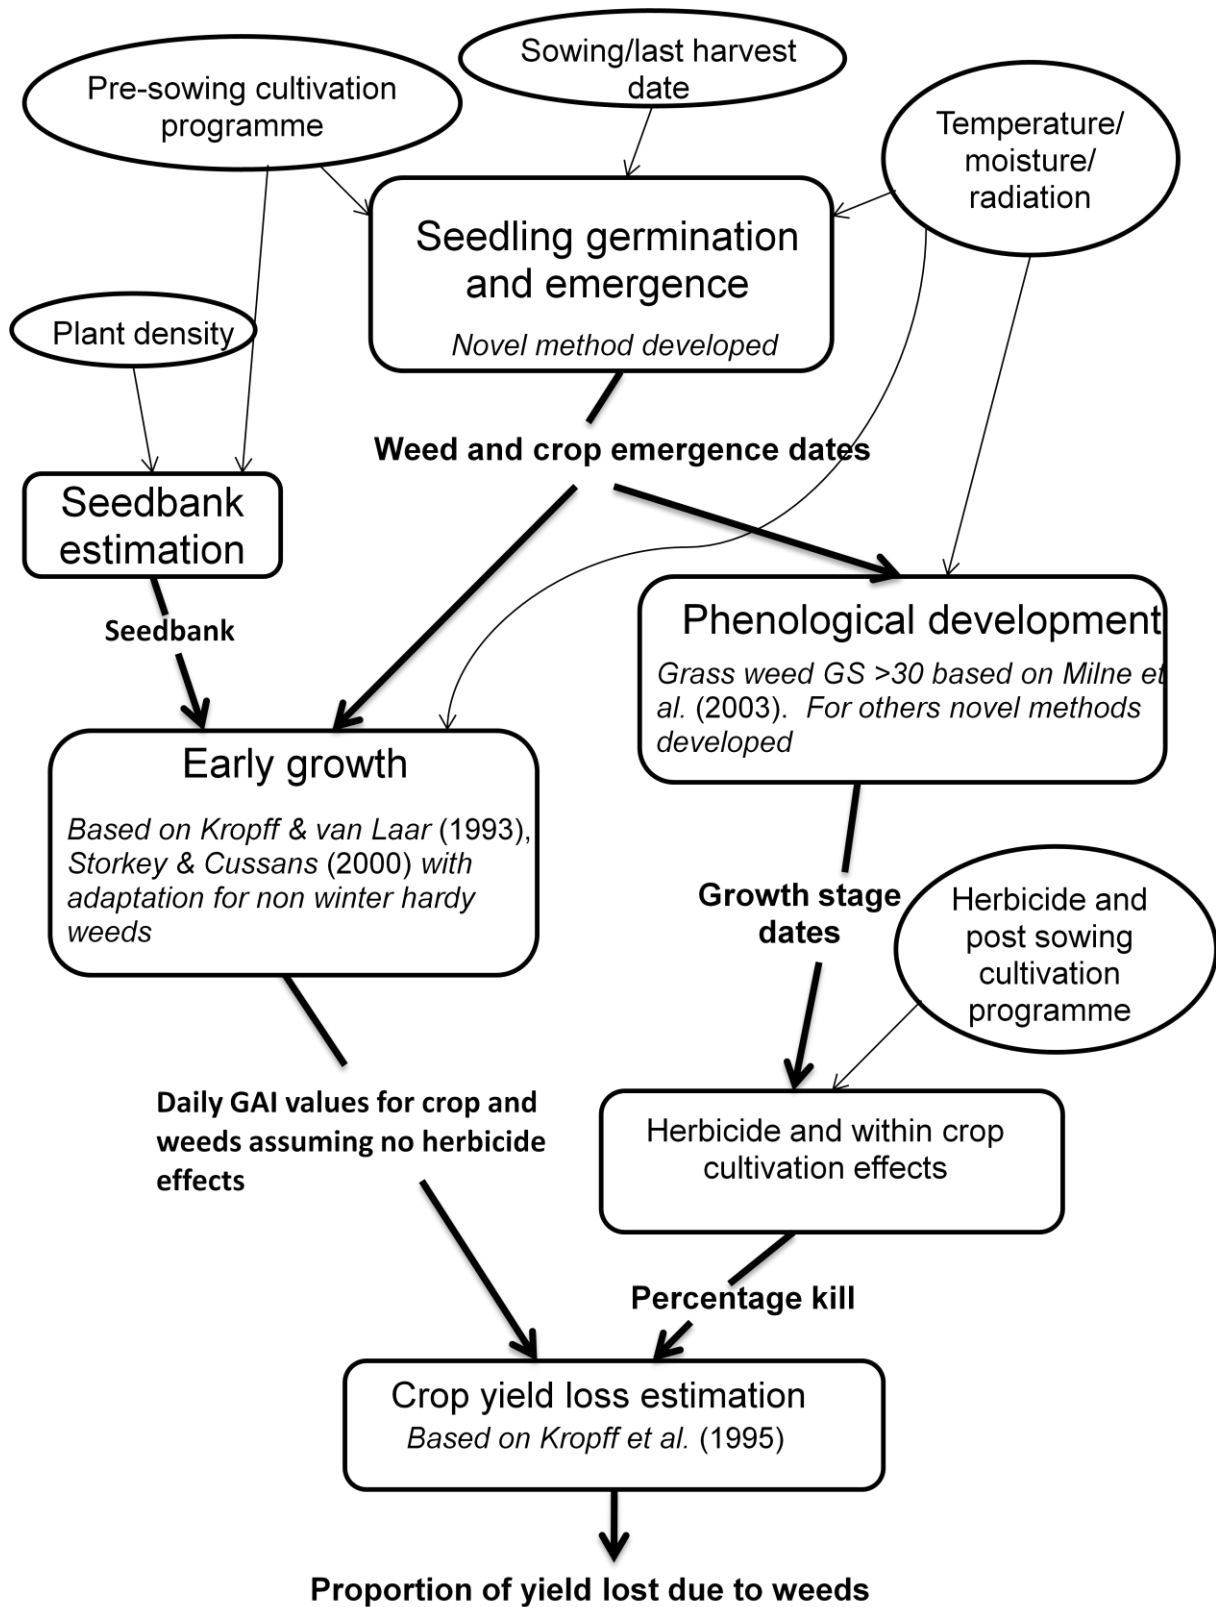 Sowing/last harvest
date
Pre-sowing cultivation
programme
Temperature/
moisture/
radiation
Seedling germination
and emergence
Novel method developed
Plant density
Weed and crop emergence dates
Seedbank
estimation
Seedbank
Phenological development
Grass weed GS >30 based on Milne et
al. (2003). For others novel methods
developed
Early growth
Based on Kropff & van Laar (1993),
Storkey & Cussans (2000) with
adaptation for non winter hardy
weeds
Growth stage
dates
Herbicide and
post sowing
cultivation
programme
Daily GAI values for crop and
weeds assuming no herbicide
effects
Herbicide and within crop
cultivation effects
Percentage kill
Crop yield loss estimation
Based on Kropff et al. (1995)
Proportion of yield lost due to weeds